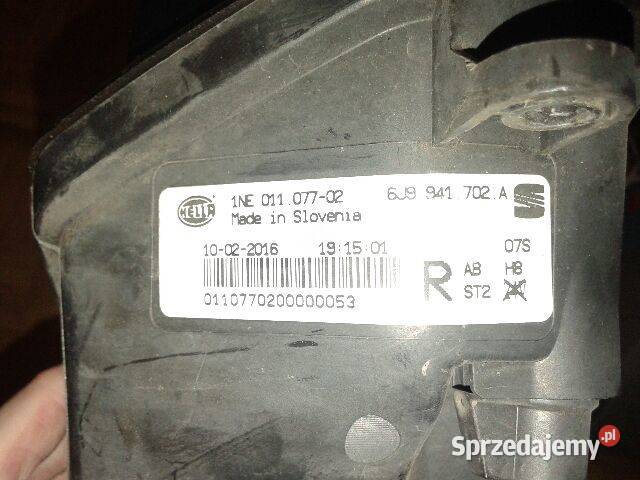 HELLA
1NE 011.077-02 6J9 941.702.A
Made in Slovenia
10-02-2016 19:15:01 07S
R AB H8
ST2
0110770200000053
Sprzedajemy.pl